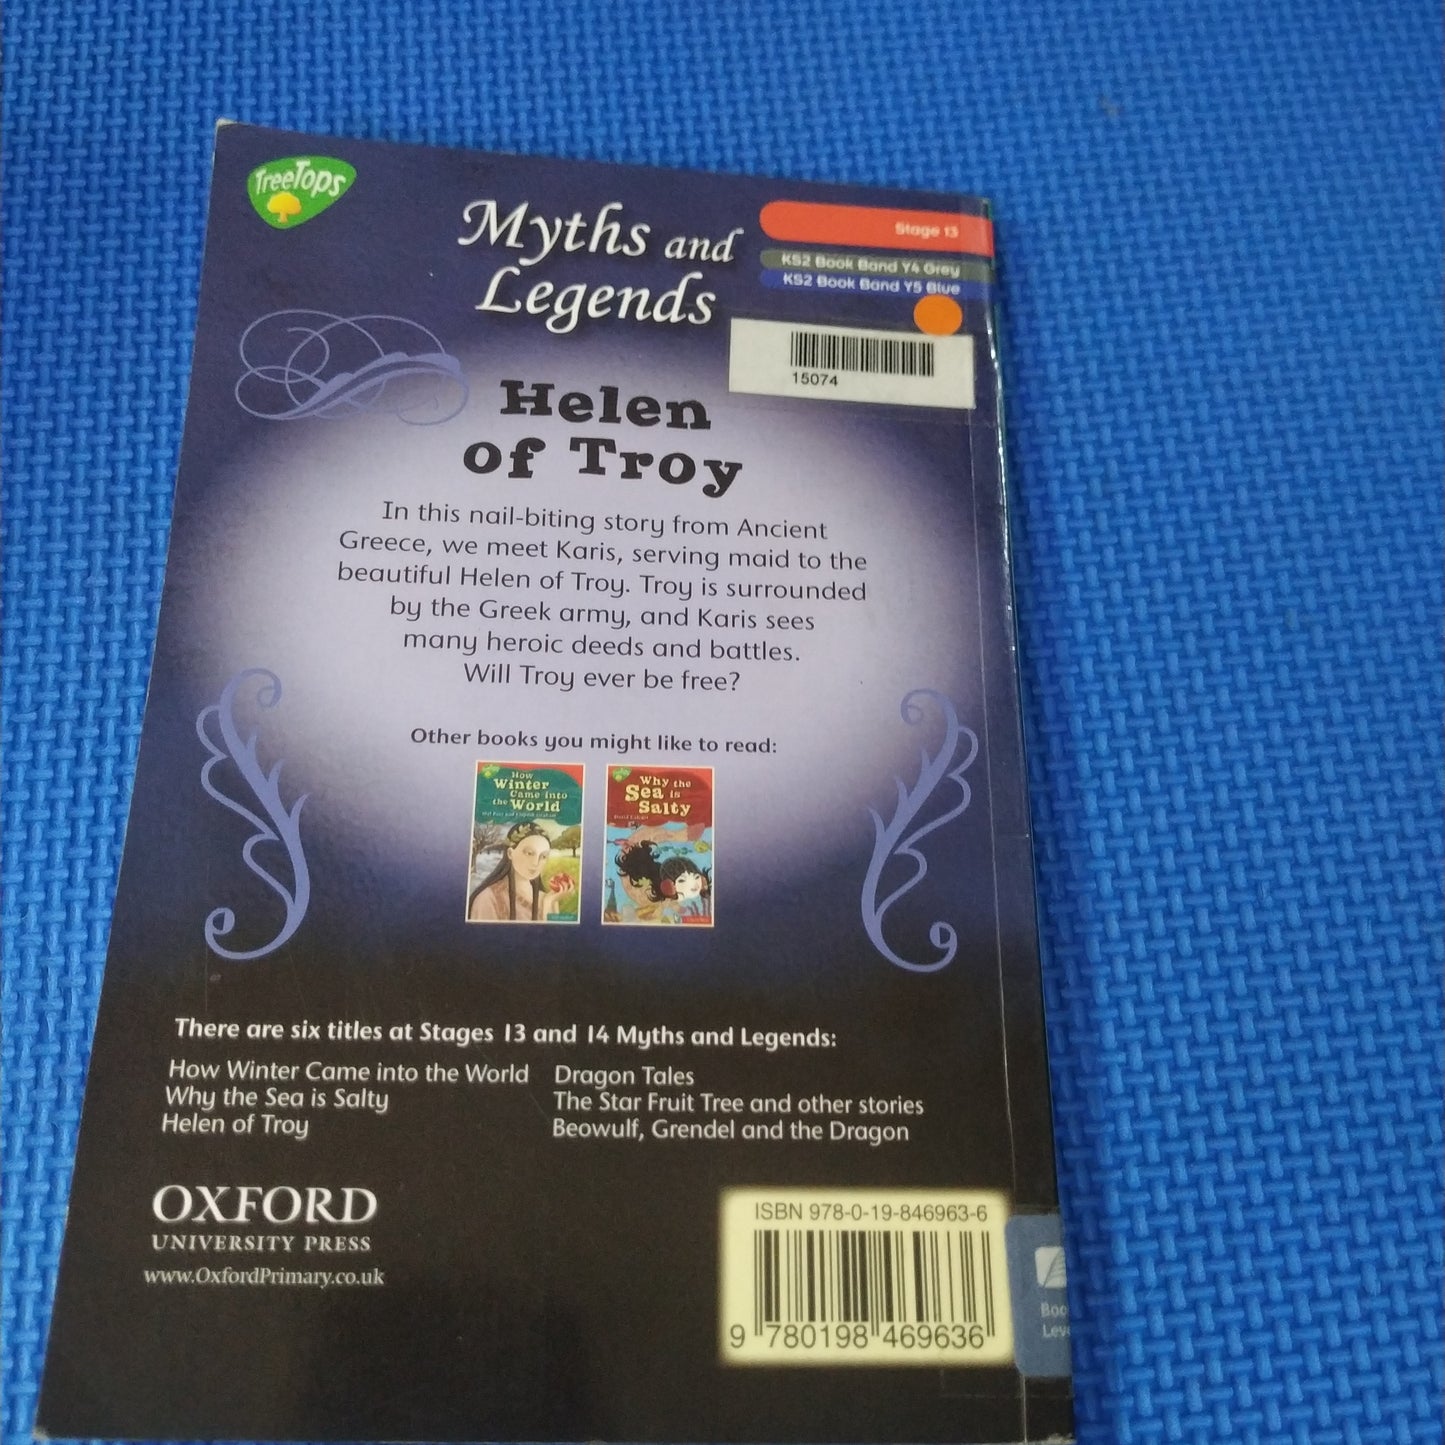 TreeTops
Myths and
Legends
Stage 13
KS2 Book Band Y4 Grey
KS2 Book Band Y5 Blue
15074
Helen
of Troy
In this nail-biting story from Ancient
Greece, we meet Karis, serving maid to the
beautiful Helen of Troy. Troy is surrounded
by the Greek army, and Karis sees
many heroic deeds and battles.
Will Troy ever be free?
Other books you might like to read:
How
Winter
Came into
the World
Why the
Sea is
Salty
There are six titles at Stages 13 and 14 Myths and Legends:
How Winter Came into the World
Why the Sea is Salty
Helen of Troy
Dragon Tales
The Star Fruit Tree and other stories
Beowulf, Grendel and the Dragon
OXFORD
UNIVERSITY PRESS
www.OxfordPrimary.co.uk
ISBN 978-0-19-846963-6
9 780198 469636